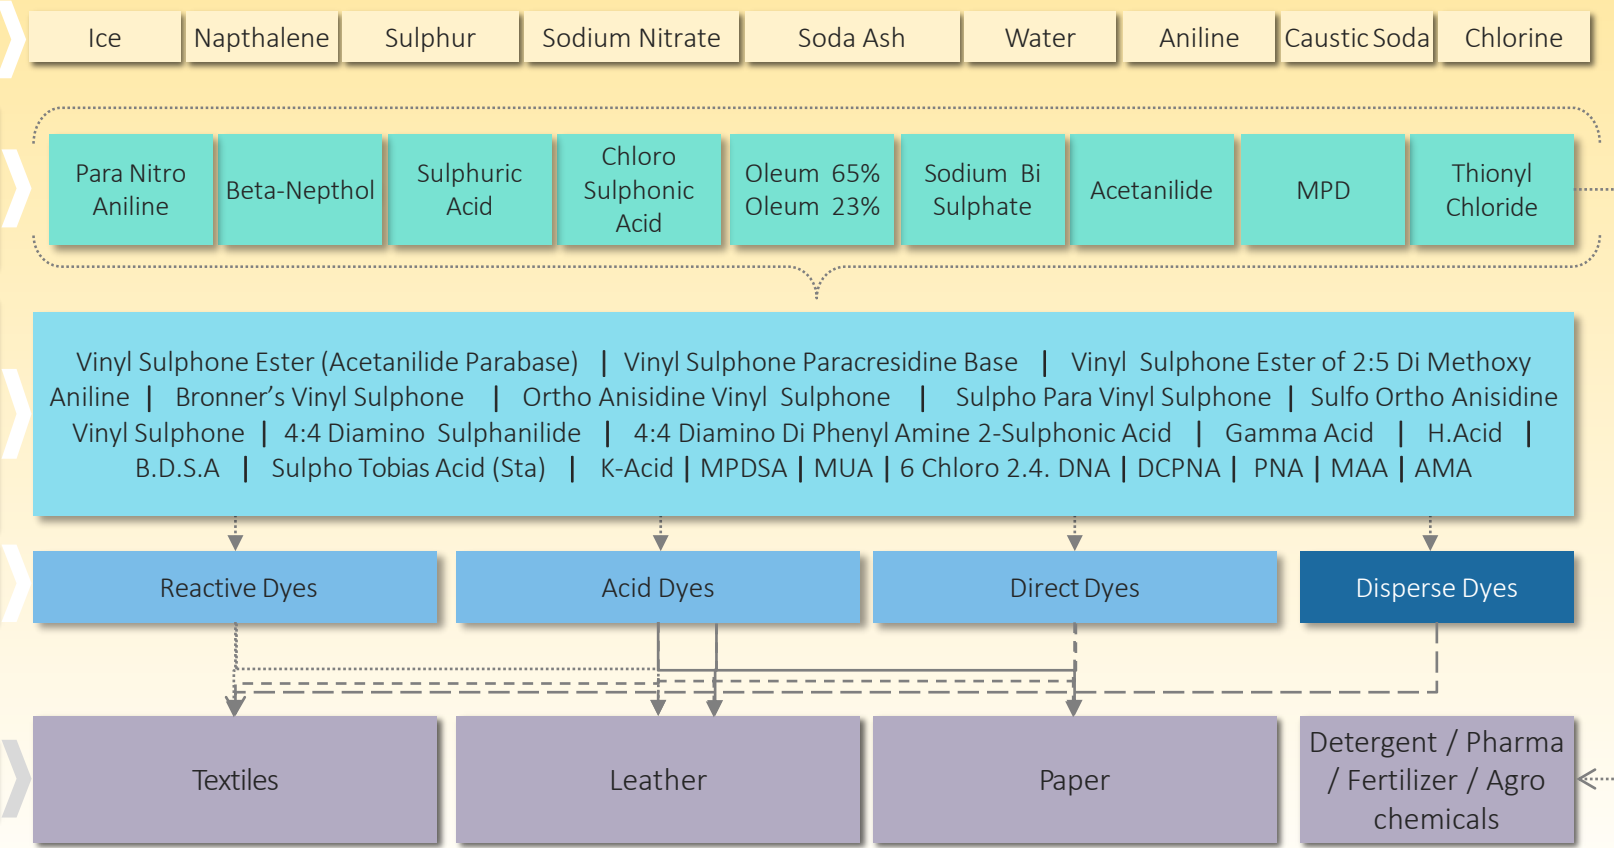 Ice
Napthalene
Sulphur
Sodium Nitrate
Soda Ash
Water
Aniline
Caustic Soda
Chlorine
Para Nitro
Aniline
Beta-Nepthol
Sulphuric
Acid
Chloro
Sulphonic
Acid
Oleum 65%
Oleum 23%
Sodium Bi
Sulphate
Acetanilide
MPD
Thionyl
Chloride
Vinyl Sulphone Ester (Acetanilide Parabase) | Vinyl Sulphone Paracresidine Base | Vinyl Sulphone Ester of 2:5 Di Methoxy
Aniline | Bronner's Vinyl Sulphone | Ortho Anisidine Vinyl Sulphone | Sulpho Para Vinyl Sulphone | Sulfo Ortho Anisidine
Vinyl Sulphone | 4:4 Diamino Sulphanilide | 4:4 Diamino Di Phenyl Amine 2-Sulphonic Acid | Gamma Acid | H.Acid |
B.D.S.A | Sulpho Tobias Acid (Sta) | K-Acid | MPDSA | MUA | 6 Chloro 2.4. DNA | DCPNA | PNA | MAA | AMA
Reactive Dyes
Acid Dyes
Direct Dyes
Disperse Dyes
Textiles
Leather
Paper
Detergent / Pharma
/ Fertilizer / Agro
chemicals